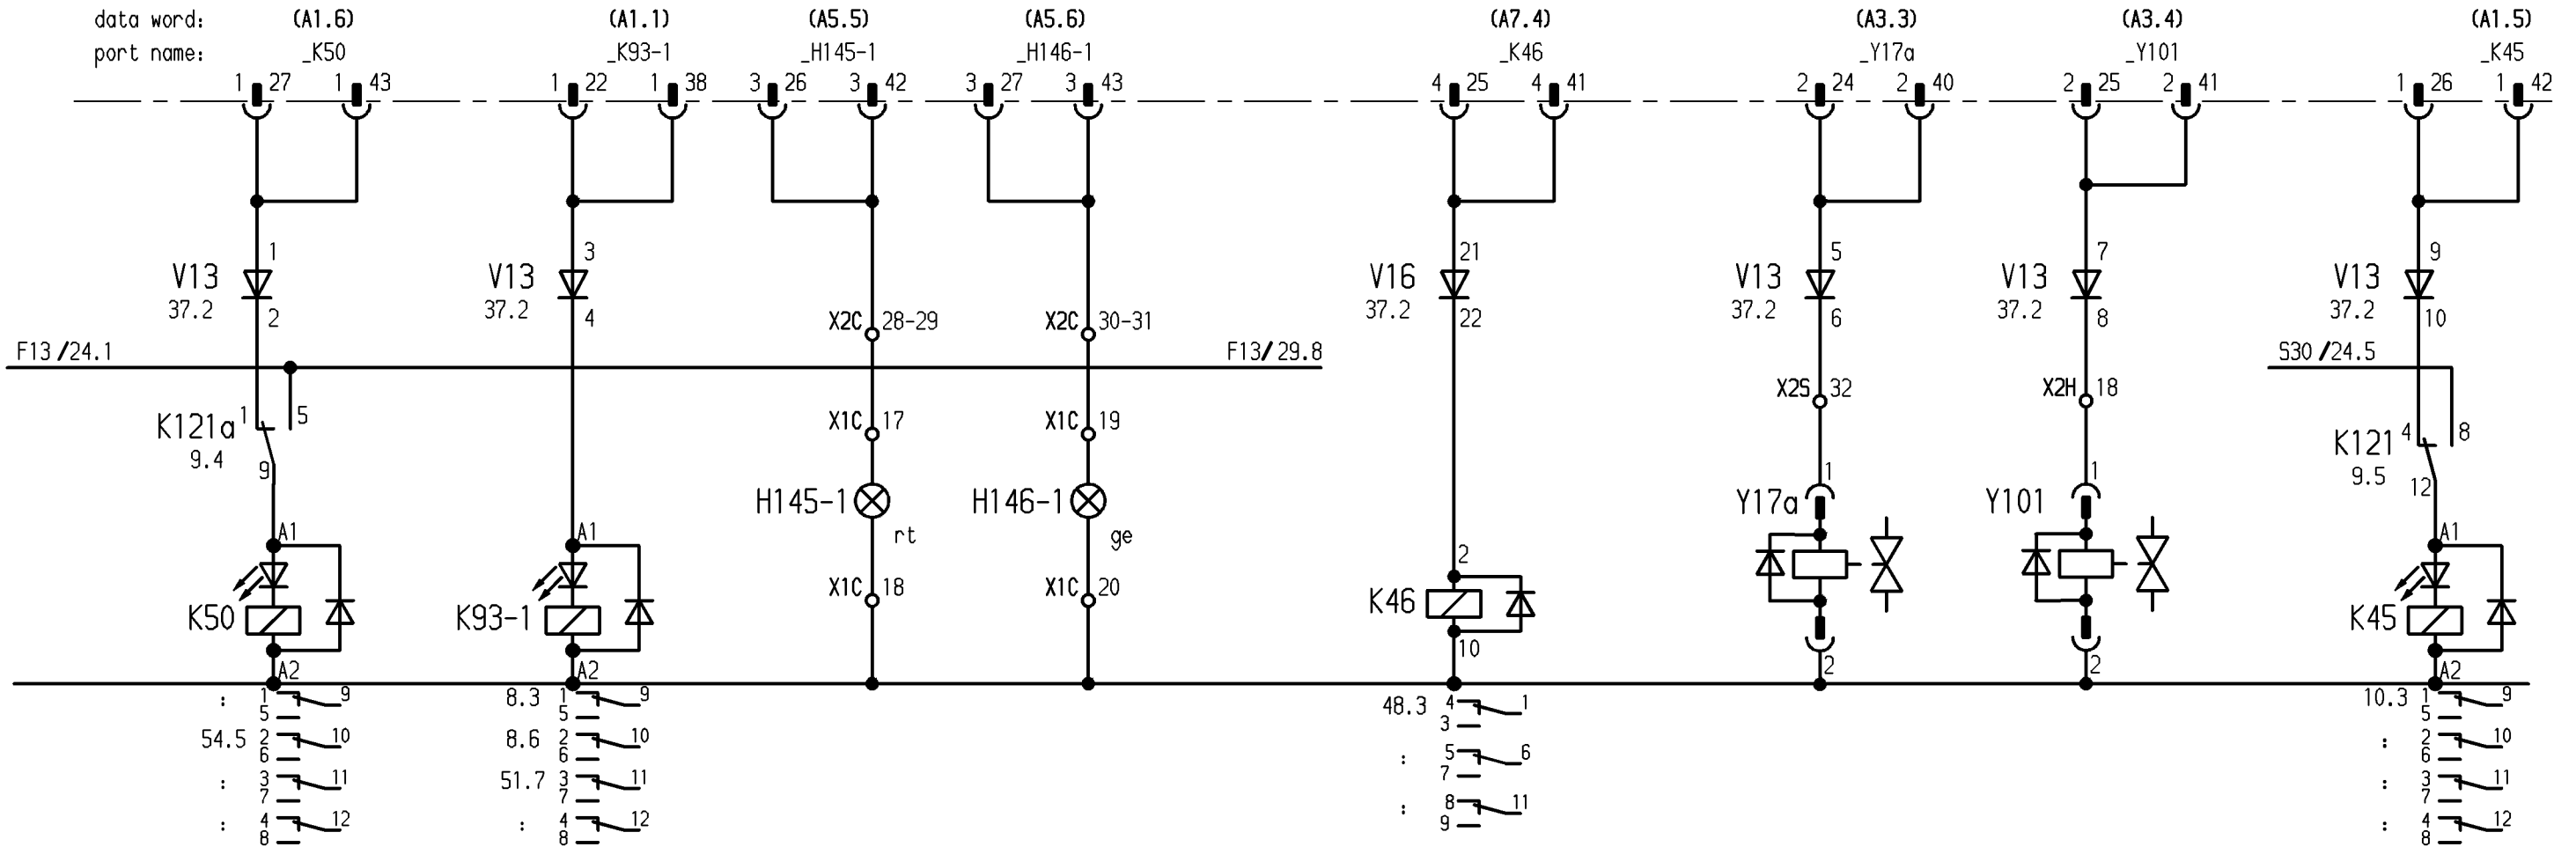 data word: (A1.6) (A1.1) (A5.5) (A5.6) (A7.4) (A3.3) (A3.4) (A1.5)
port name: _K50 _K93-1 _H145-1 _H146-1 _K46 _Y17a _Y101 _K45
1 27 1 43 1 22 1 38 3 26 3 42 3 27 3 43 4 25 4 41 2 24 2 40 2 25 2 41 1 26 1 42
1 3 21 5 7 9
V13 V13 V16 V13 V13 V13
37.2 2 37.2 4 37.2 22 37.2 6 37.2 8 37.2 10
X2C 28-29 X2C 30-31
F13/24.1 F13/29.8 S30/24.5
X2S 32 X2H 18
K121a 1 5 X1C 17 X1C 19 K121 4 8
9.4 9 9.5 12
1 1
H145-1 H146-1 Y17a Y101
rt ge
A1 A1 2 A1
X1C 18 X1C 20
K50 K93-1 K46 K45
10
A2 A2 2 2 A2
: 1 9 8.3 1 9 48.3 4 1 10.3 1 9
5 5 3 5
54.5 2 10 8.6 2 10 : 5 6 : 2 10
6 6 7 6
: 3 11 51.7 3 11 : 8 11 : 3 11
7 7 9 7
: 4 12 : 4 12 : 4 12
8 8 8